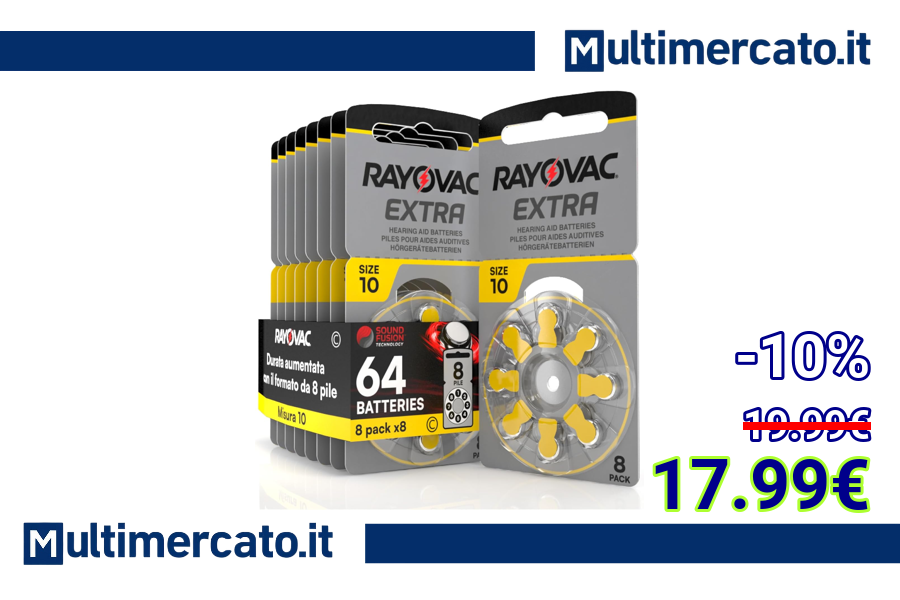 Multimercato.it
RAYOVAC
EXTRA
HEARING AID BATTERIES
PILES POUR AIDES AUDITIVES
HÖRGERÄTEBATTERIEN
SIZE
10
RAYOVAC
EXTRA
HEARING AID BATTERIES
PILES POUR AIDES AUDITIVES
HÖRGERÄTEBATTERIEN
SIZE
10
8
PACK
RAYOVAC ©
Durata aumentata
con il formato da 8 pile
Misura 10
SOUND
FUSION
TECHNOLOGY
64
BATTERIES
8 pack x8 ©
8
PILE
-10%
19.99€
17.99€
Multimercato.it